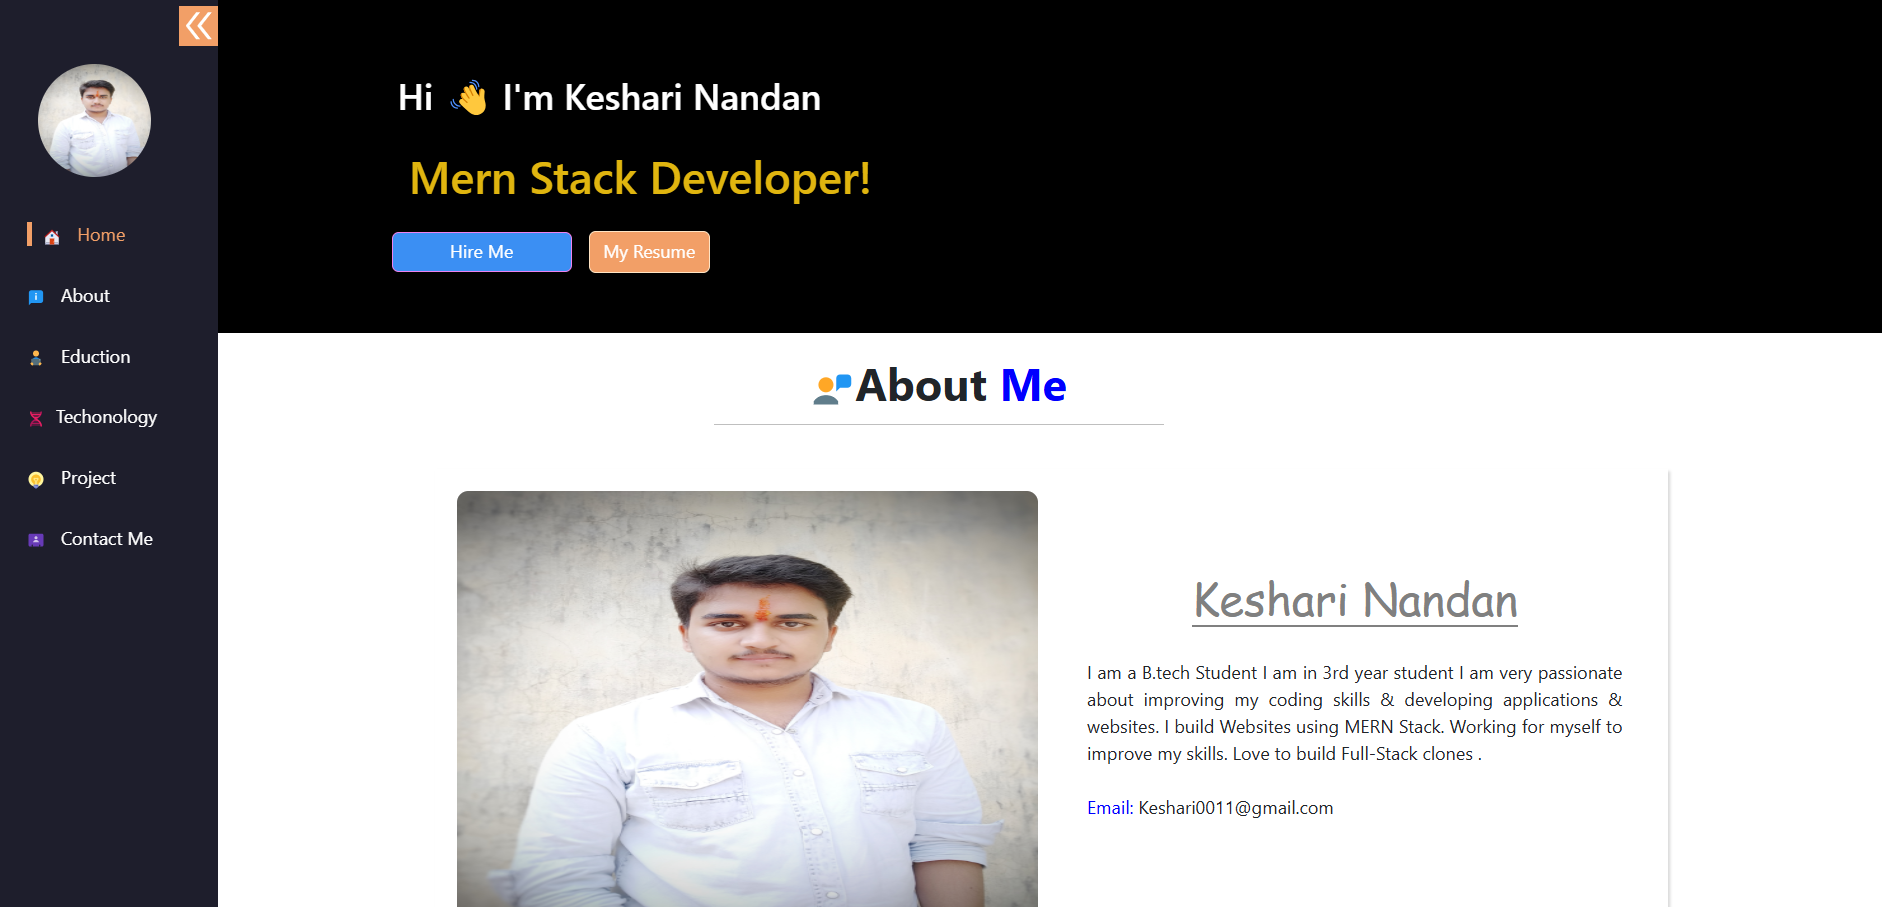 Home
About
Eduction
Techonology
Project
Contact Me
Hi 👋 I'm Keshari Nandan
Mern Stack Developer!
Hire Me
My Resume
About Me
Keshari Nandan
I am a B.tech Student I am in 3rd year student I am very passionate
about improving my coding skills & developing applications &
websites. I build Websites using MERN Stack. Working for myself to
improve my skills. Love to build Full-Stack clones .
Email: Keshari0011@gmail.com